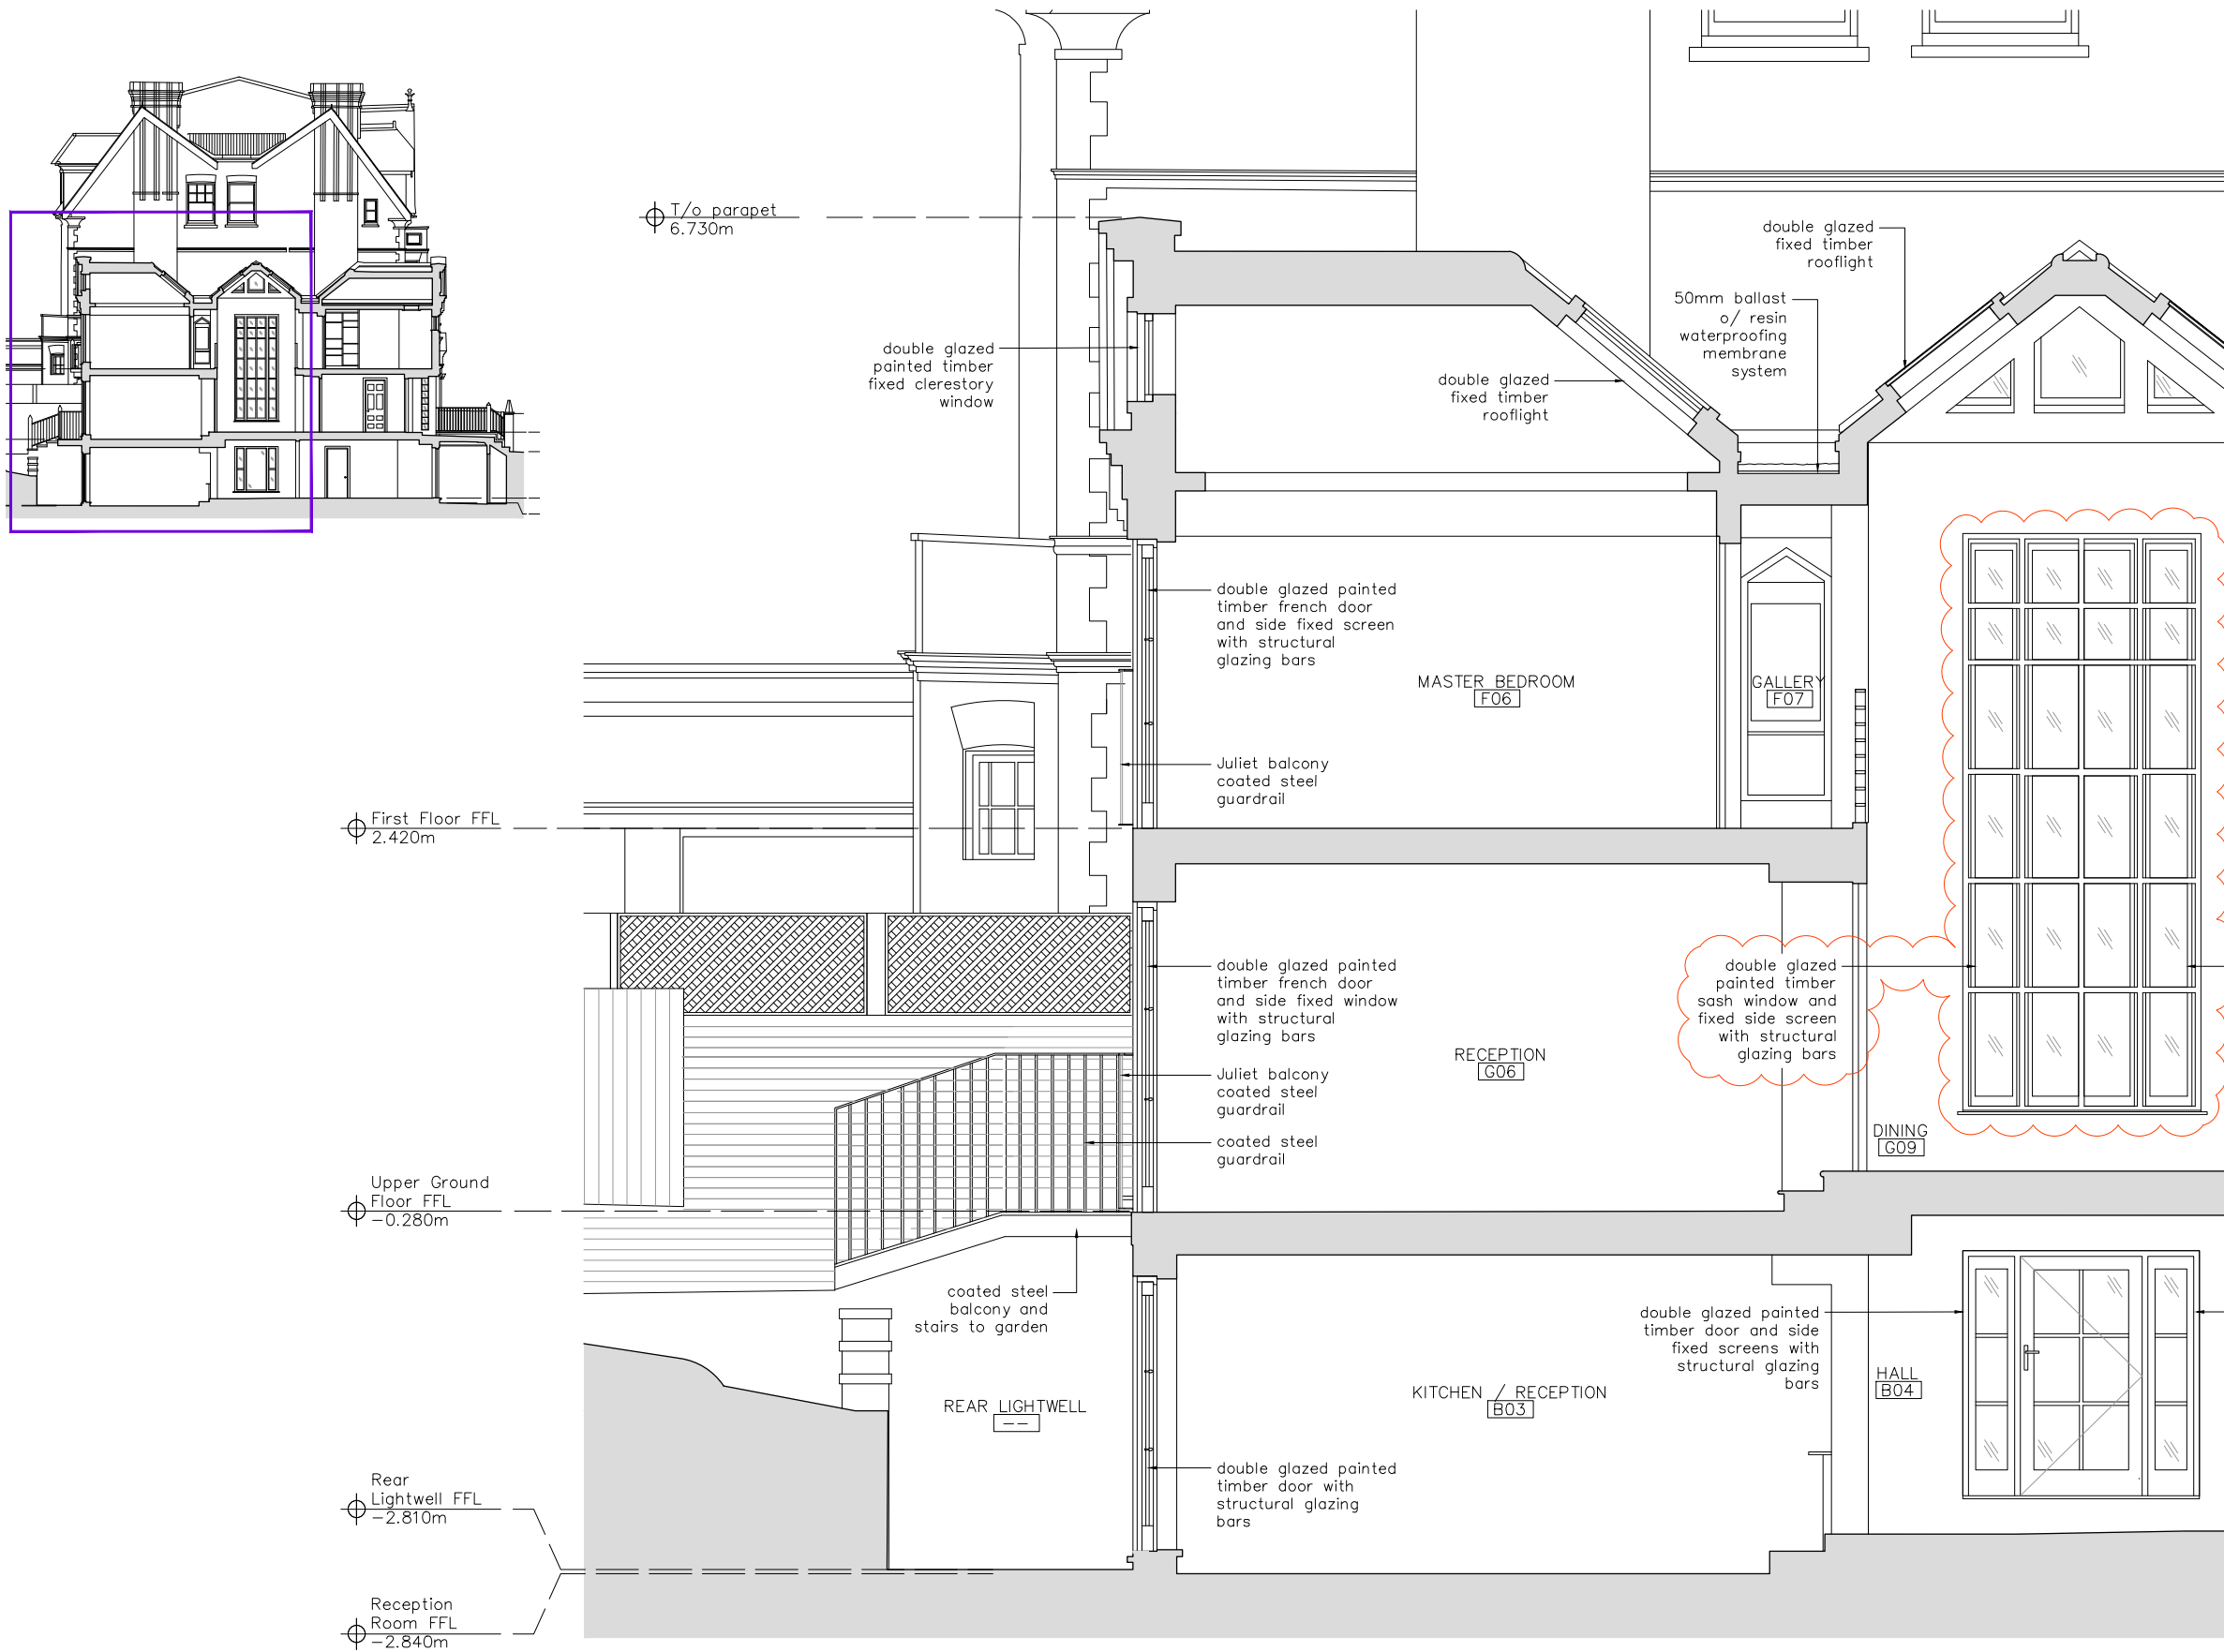 T/o parapet
6.730m
double glazed
fixed timber
rooflight
50mm ballast
o/ resin
waterproofing
membrane
system
double glazed
painted timber
fixed clerestory
window
double glazed
fixed timber
rooflight
double glazed painted
timber french door
and side fixed screen
with structural
glazing bars
MASTER BEDROOM
F06
GALLERY
F07
Juliet balcony
coated steel
guardrail
First Floor FFL
2.420m
double glazed painted
timber french door
and side fixed window
with structural
glazing bars
double glazed
painted timber
sash window and
fixed side screen
with structural
glazing bars
RECEPTION
G06
Juliet balcony
coated steel
guardrail
coated steel
guardrail
DINING
G09
Upper Ground
Floor FFL
-0.280m
coated steel
balcony and
stairs to garden
double glazed painted
timber door and side
fixed screens with
structural glazing
bars
HALL
B04
KITCHEN / RECEPTION
B03
REAR LIGHTWELL
--
double glazed painted
timber door with
structural glazing
bars
Rear
Lightwell FFL
-2.810m
Reception
Room FFL
-2.840m